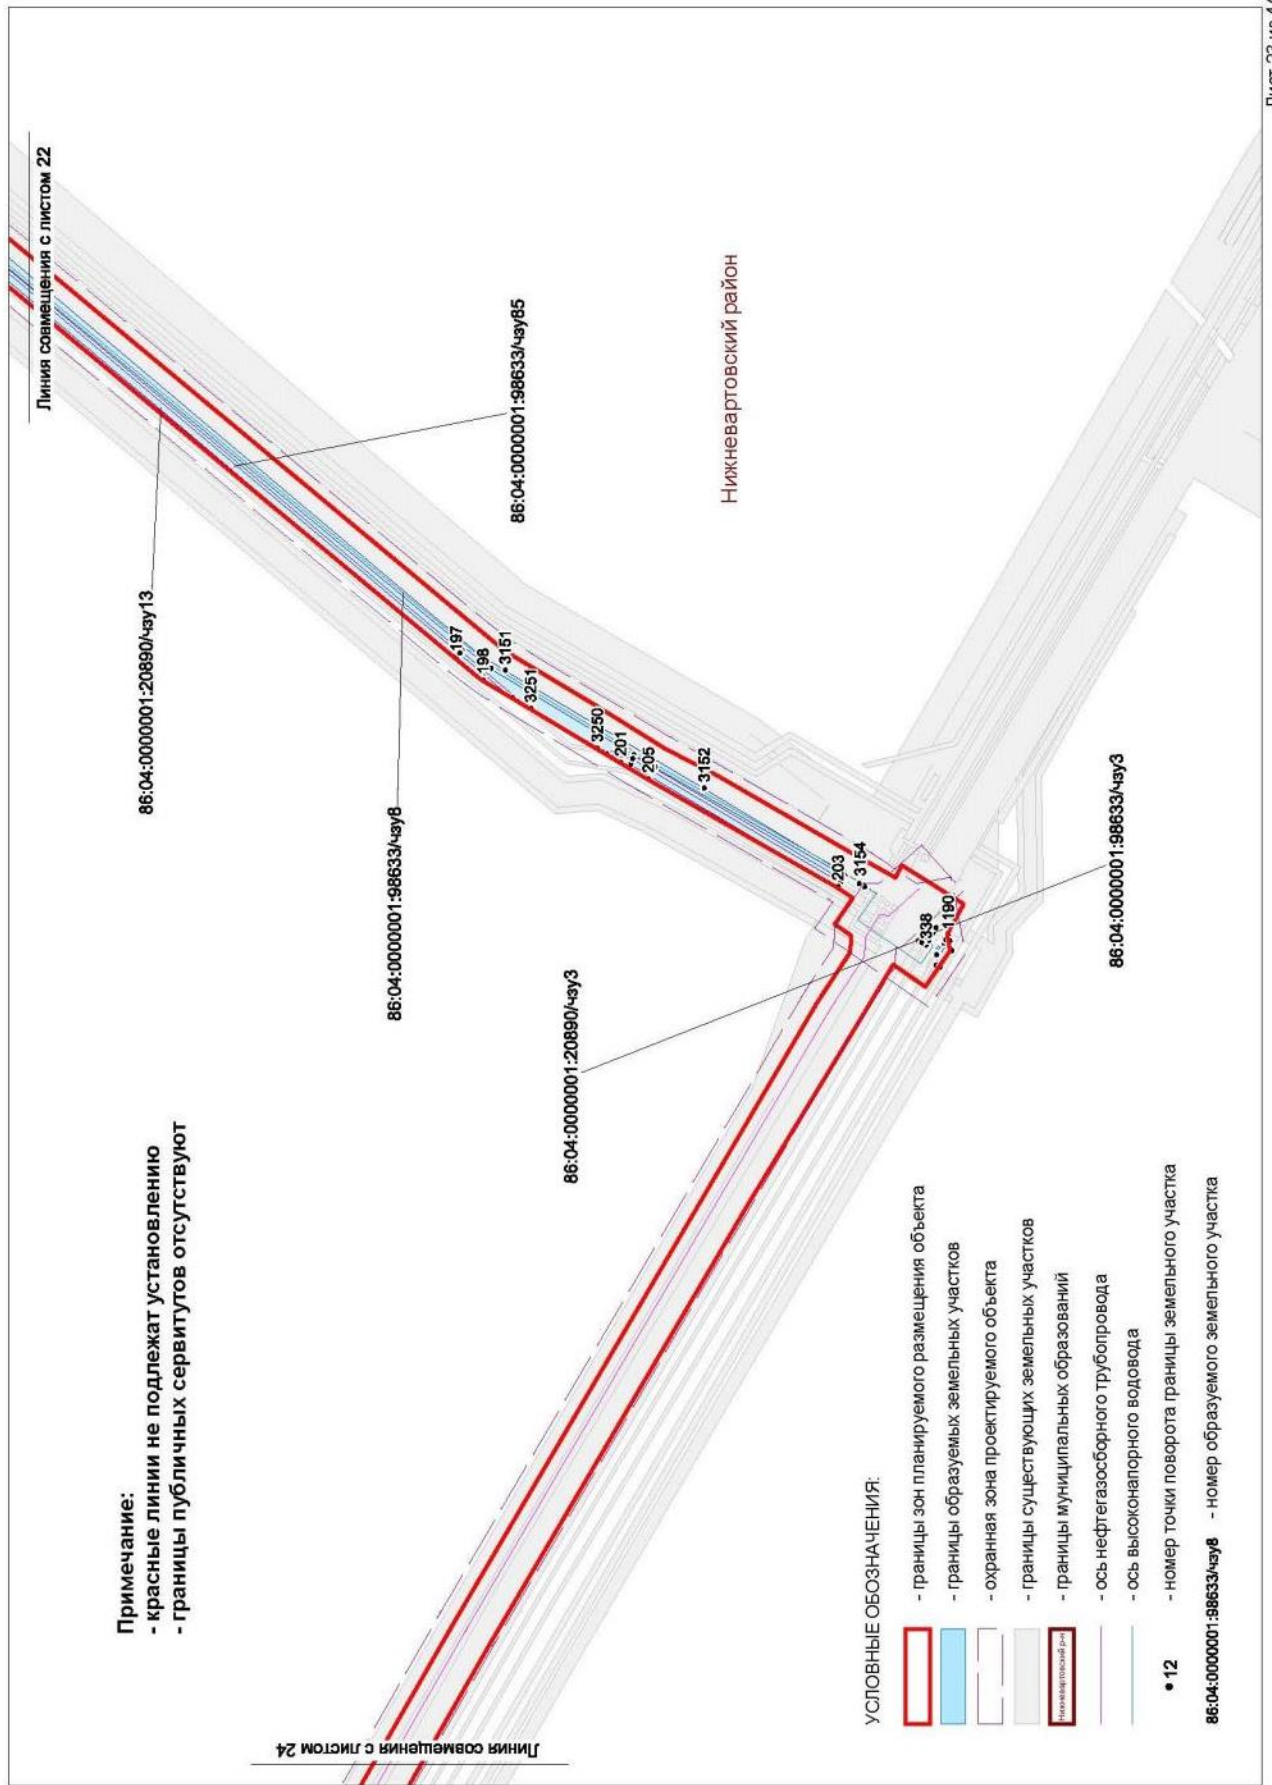 Примечание:
- красные линии не подлежат установлению
- границы публичных сервитутов отсутствуют
Линия совмещения с листом 22
86:04:0000001:20890/чзу13
86:04:0000001:98633/чзу85
86:04:0000001:98633/чзу8
197
198
3151
3251
3250
201
205
3152
Нижневартовский район
86:04:0000001:20890/чзу3
203
3154
338
1190
86:04:0000001:98633/чзу3
Линия совмещения с листом 24
УСЛОВНЫЕ ОБОЗНАЧЕНИЯ:
- границы зон планируемого размещения объекта
- границы образуемых земельных участков
- охранная зона проектируемого объекта
- границы существующих земельных участков
Нижневартовский р-н
- границы муниципальных образований
- ось нефтегазосборного трубопровода
- ось высоконапорного водовода
12 - номер точки поворота границы земельного участка
86:04:0000001:98633/чзу8 - номер образуемого земельного участка